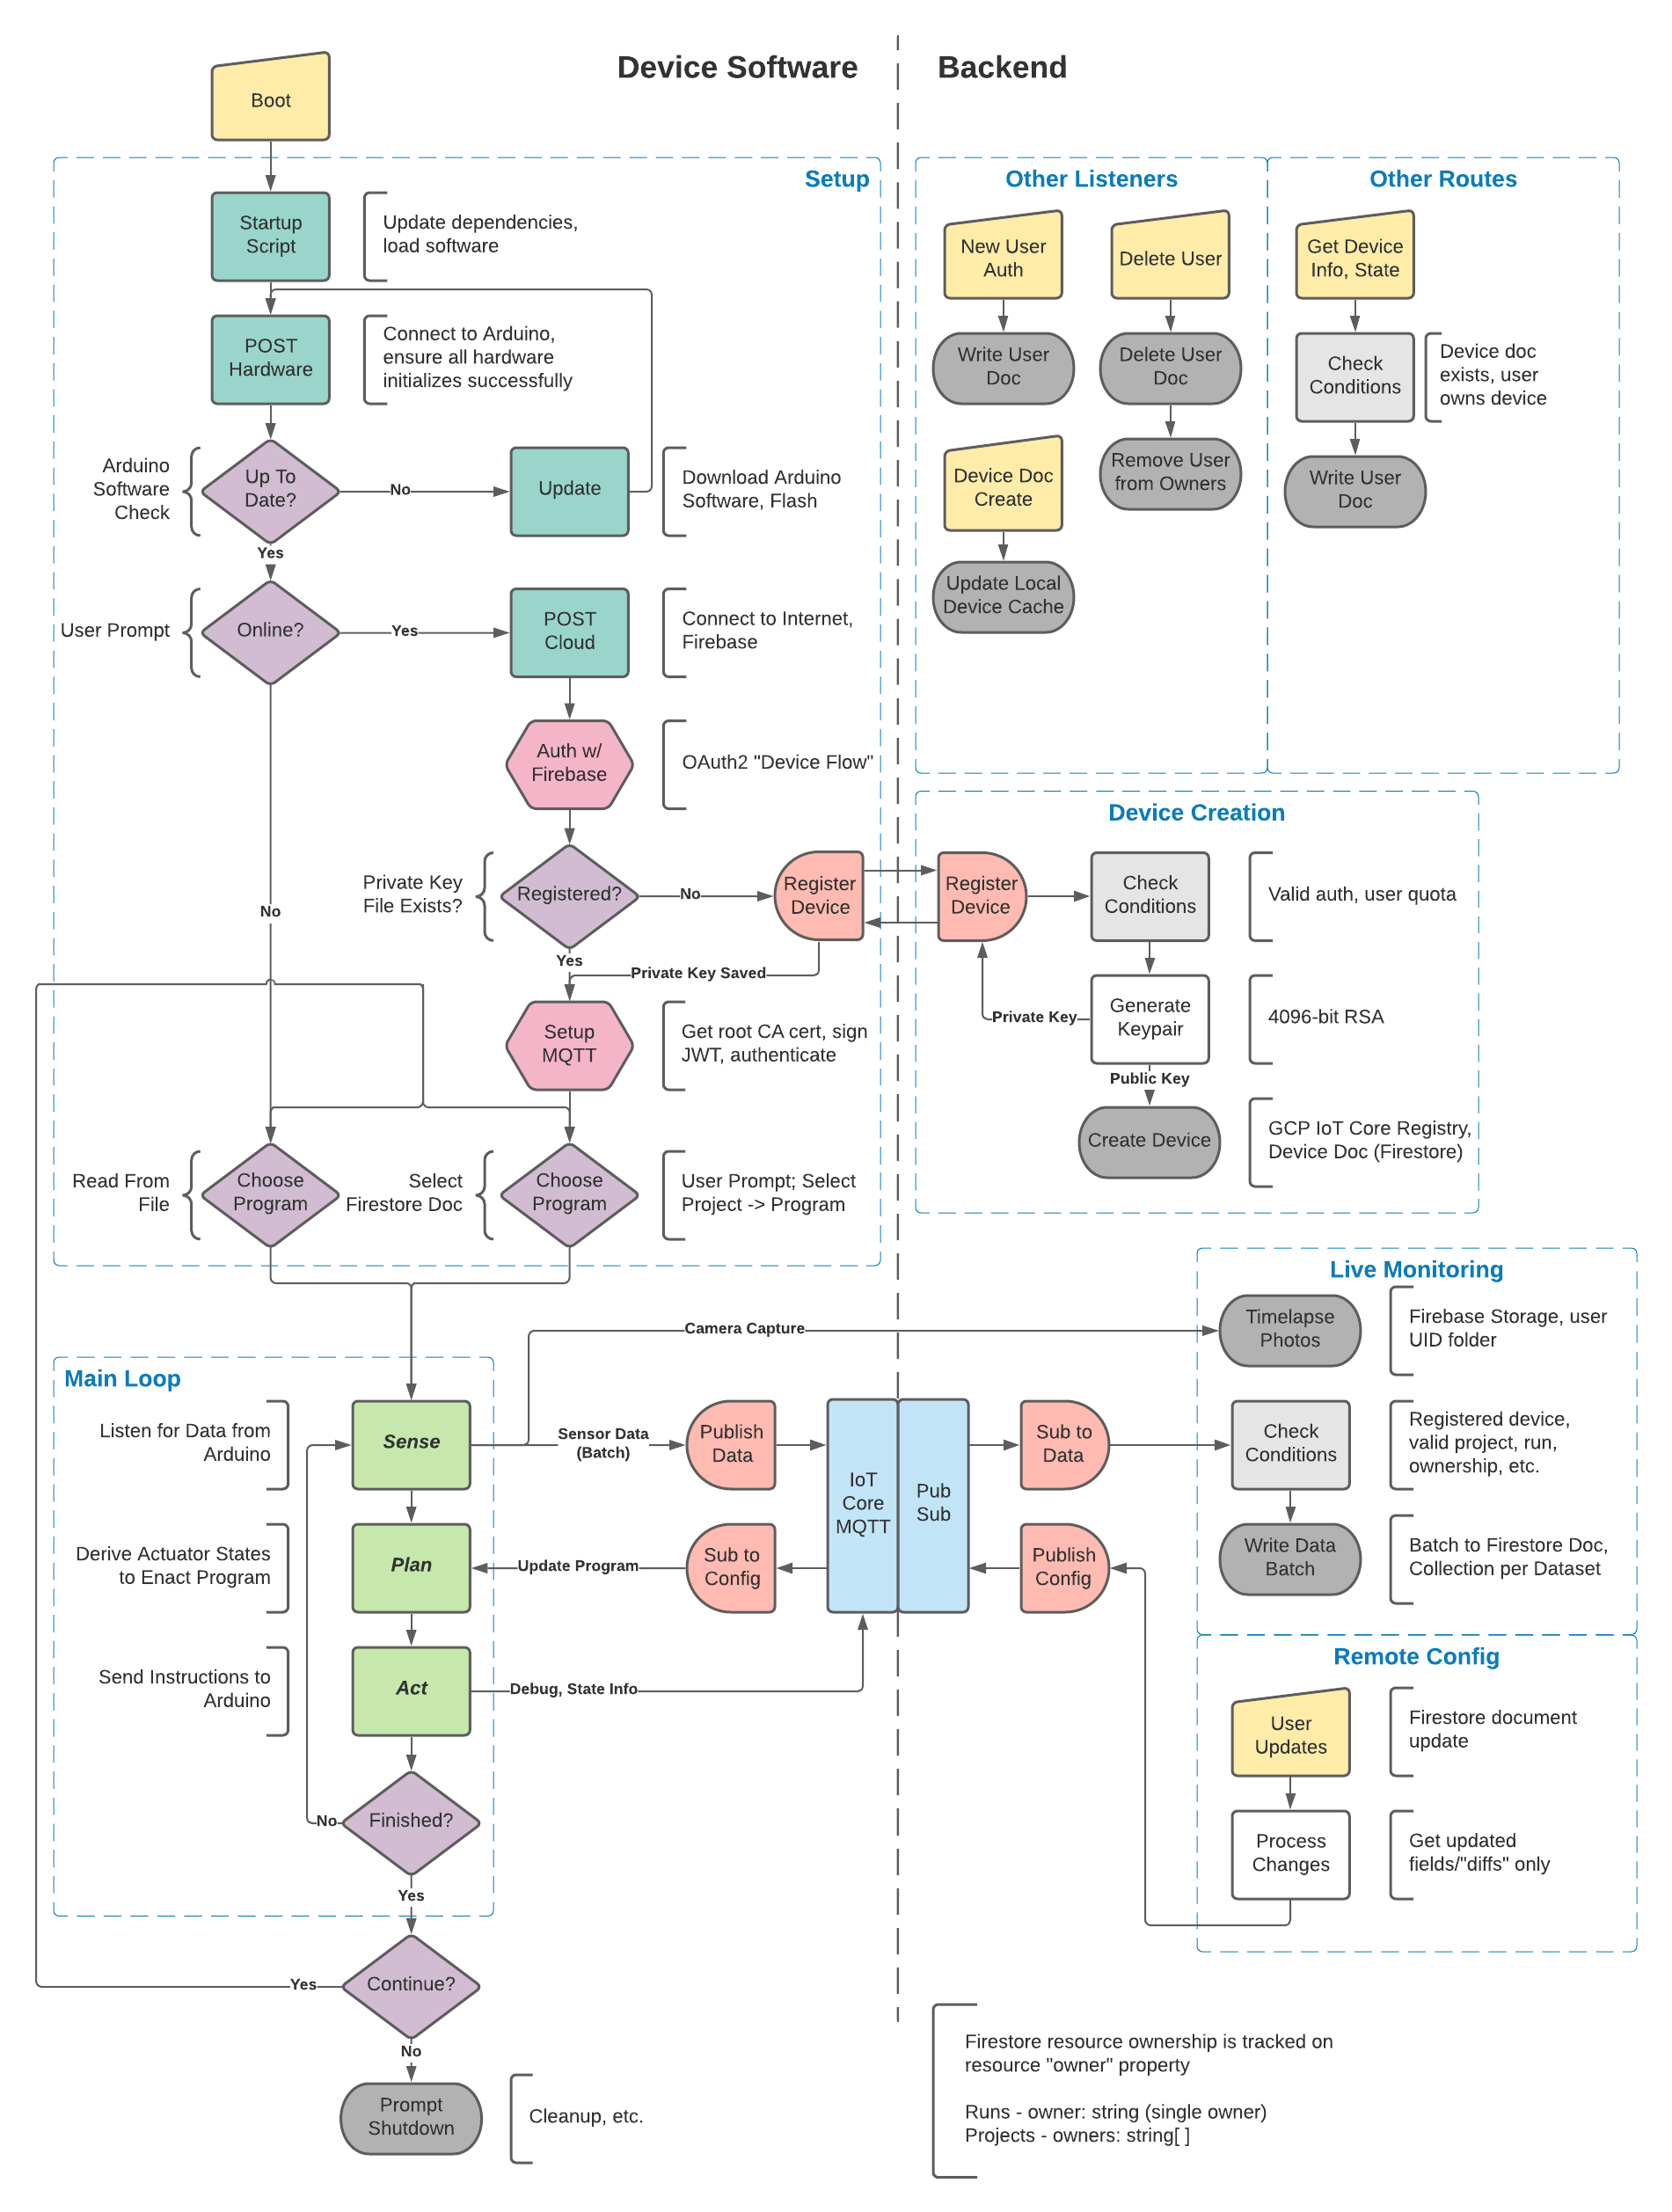 Device Software
Backend
Boot
Setup
Startup
Script
Update dependencies,
load software
POST
Hardware
Connect to Arduino,
ensure all hardware
initializes successfully
Arduino
Software
Check
Up To
Date?
No
Update
Download Arduino
Software, Flash
Yes
User Prompt
Online?
Yes
POST
Cloud
Connect to Internet,
Firebase
Auth w/
Firebase
OAuth2 "Device Flow"
Private Key
File Exists?
Registered?
No
Register
Device
No
Yes
Private Key Saved
Setup
MQTT
Get root CA cert, sign
JWT, authenticate
Read From
File
Choose
Program
Select
Firestore Doc
Choose
Program
User Prompt; Select
Project -> Program
Other Listeners
New User
Auth
Write User
Doc
Delete User
Delete User
Doc
Remove User
from Owners
Device Doc
Create
Update Local
Device Cache
Other Routes
Get Device
Info, State
Check
Conditions
Device doc
exists, user
owns device
Write User
Doc
Device Creation
Register
Device
Check
Conditions
Valid auth, user quota
Private Key
Generate
Keypair
4096-bit RSA
Public Key
Create Device
GCP IoT Core Registry,
Device Doc (Firestore)
Main Loop
Listen for Data from
Arduino
Sense
Camera Capture
Sensor Data
(Batch)
Publish
Data
IoT
Core
MQTT
Pub
Sub
Sub to
Data
Derive Actuator States
to Enact Program
Plan
Update Program
Sub to
Config
Publish
Config
Send Instructions to
Arduino
Act
Debug, State Info
No
Finished?
Yes
Yes
Continue?
No
Prompt
Shutdown
Cleanup, etc.
Live Monitoring
Timelapse
Photos
Firebase Storage, user
UID folder
Check
Conditions
Registered device,
valid project, run,
ownership, etc.
Write Data
Batch
Batch to Firestore Doc,
Collection per Dataset
Remote Config
User
Updates
Firestore document
update
Process
Changes
Get updated
fields/"diffs" only
Firestore resource ownership is tracked on
resource "owner" property
Runs - owner: string (single owner)
Projects - owners: string[ ]